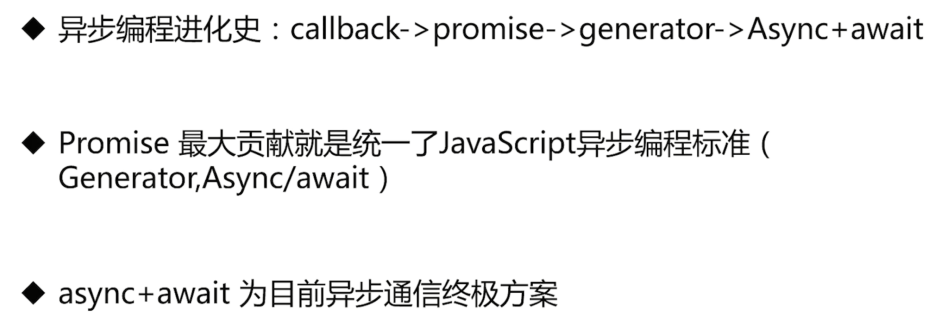 ◆ 异步编程进化史：callback->promise->generator->Async+await
◆ Promise 最大贡献就是统一了JavaScript异步编程标准（
Generator,Async/await）
◆ async+await 为目前异步通信终极方案